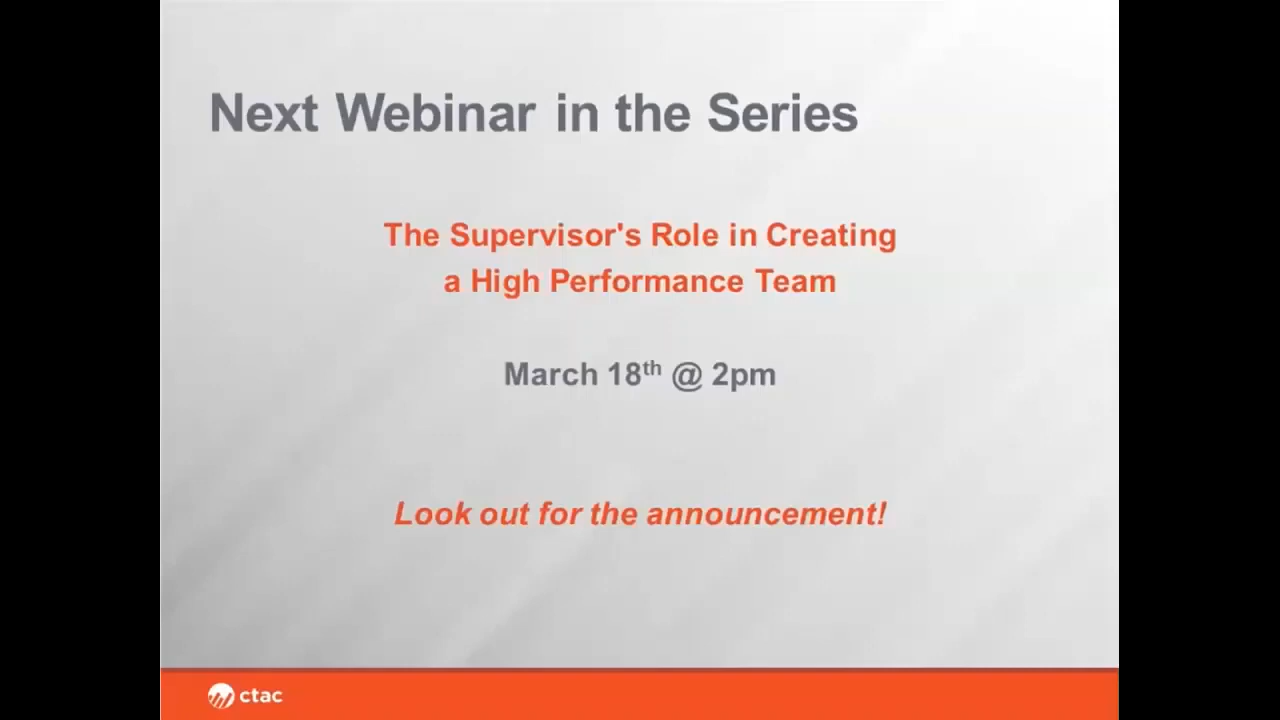 Next Webinar in the Series
The Supervisor's Role in Creating
a High Performance Team
March 18th @ 2pm
Look out for the announcement!
ctac